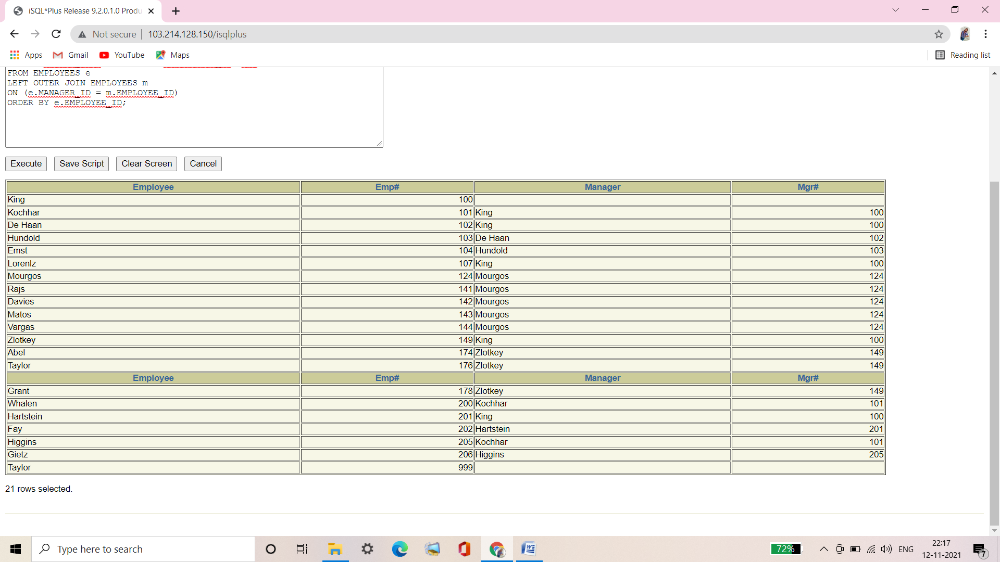 iSQL*Plus Release 9.2.0.1.0 Produ
Not secure | 103.214.128.150/isqlplus
Apps Gmail YouTube Maps Reading list
FROM EMPLOYEES e
LEFT OUTER JOIN EMPLOYEES m
ON (e.MANAGER_ID = m.EMPLOYEE_ID)
ORDER BY e.EMPLOYEE_ID;
Execute Save Script Clear Screen Cancel
Employee Emp# Manager Mgr#
King 100
Kochhar 101 King 100
De Haan 102 King 100
Hundold 103 De Haan 102
Ernst 104 Hundold 103
Lorenlz 107 King 100
Mourgos 124 Mourgos 124
Rajs 141 Mourgos 124
Davies 142 Mourgos 124
Matos 143 Mourgos 124
Vargas 144 Mourgos 124
Zlotkey 149 King 100
Abel 174 Zlotkey 149
Taylor 176 Zlotkey 149
Employee Emp# Manager Mgr#
Grant 178 Zlotkey 149
Whalen 200 Kochhar 101
Hartstein 201 King 100
Fay 202 Hartstein 201
Higgins 205 Kochhar 101
Gietz 206 Higgins 205
Taylor 999
21 rows selected.
Type here to search
72%
ENG
22:17
12-11-2021
7